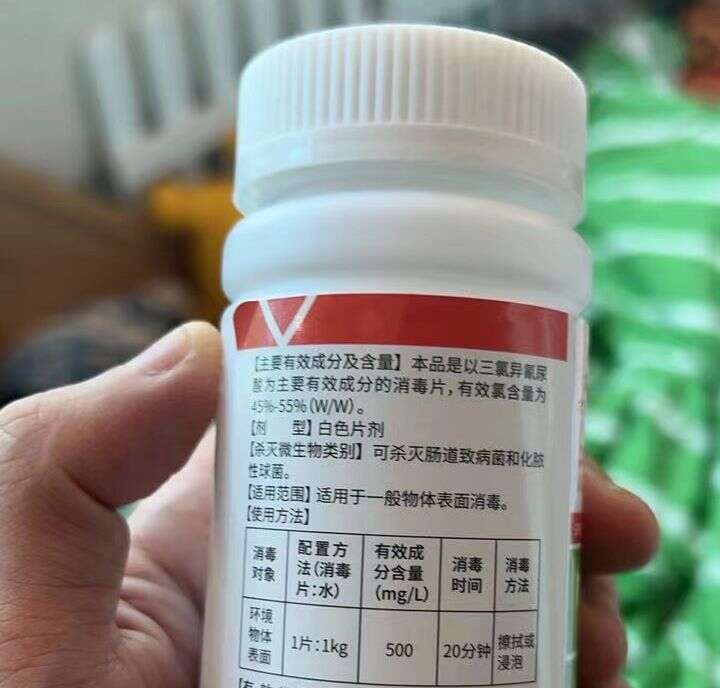 【主要有效成分及含量】本品是以三氯异氰尿
酸为主要有效成分的消毒片，有效氯含量为
45%-55%(W/W)。
【剂 型】白色片剂
【杀灭微生物类别】可杀灭肠道致病菌和化脓
性球菌。
【适用范围】适用于一般物体表面消毒。
【使用方法】
消毒对象 配置方法(消毒片:水) 有效成分含量(mg/L) 消毒时间 消毒方法
环境物体表面 1片:1kg 500 20分钟 擦拭或浸泡
【有效